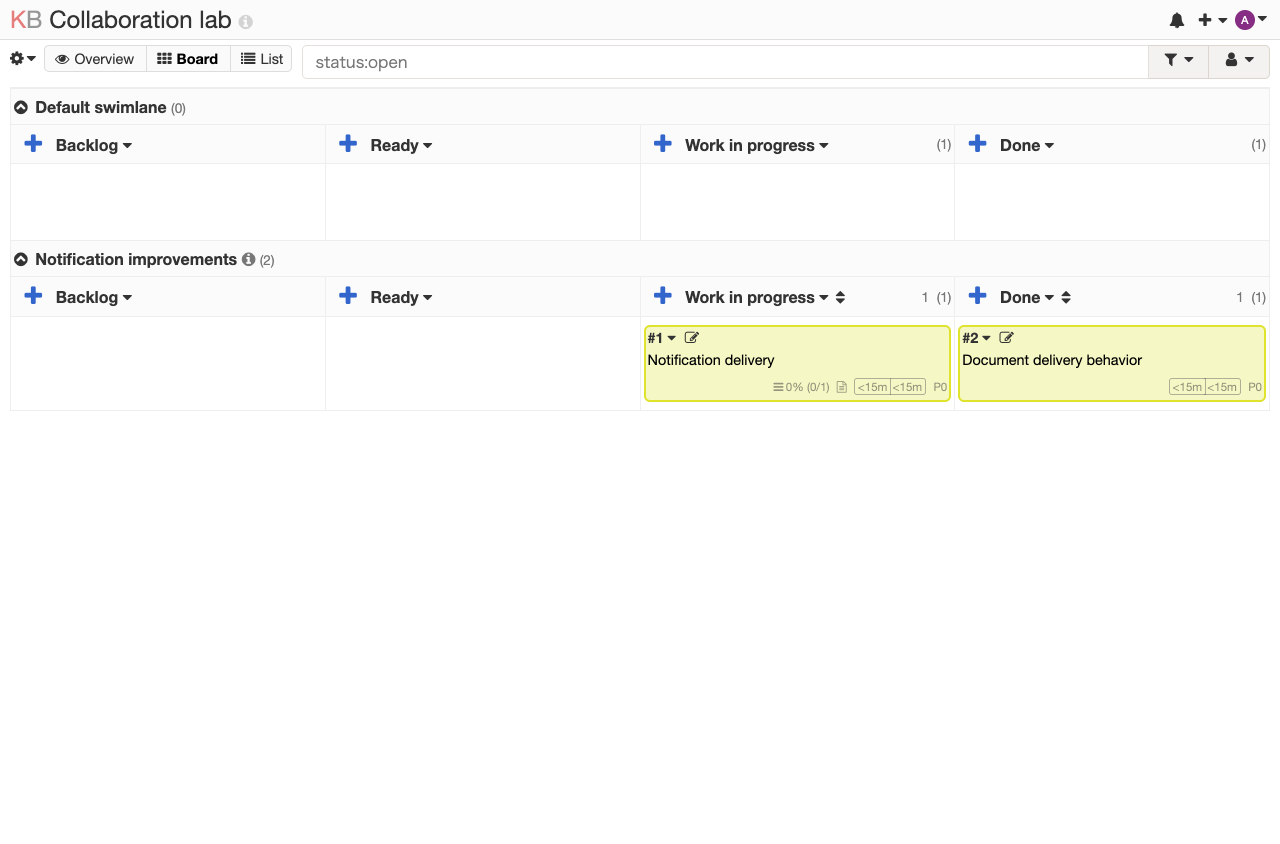 KB Collaboration lab
A
Overview Board List status:open
Default swimlane (0)
Backlog Ready Work in progress (1) Done (1)
Notification improvements (2)
Backlog Ready Work in progress 1 (1) Done 1 (1)
#1 #2
Notification delivery Document delivery behavior
0% (0/1) <15m <15m P0 <15m <15m P0